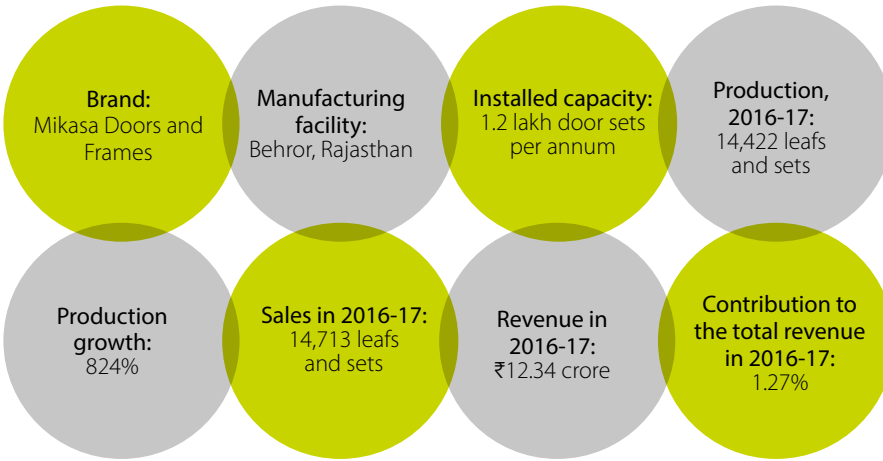 Brand:
Mikasa Doors and
Frames
Manufacturing
facility:
Behror, Rajasthan
Installed capacity:
1.2 lakh door sets
per annum
Production,
2016-17:
14,422 leafs
and sets
Production
growth:
824%
Sales in 2016-17:
14,713 leafs
and sets
Revenue in
2016-17:
₹12.34 crore
Contribution to
the total revenue
in 2016-17:
1.27%